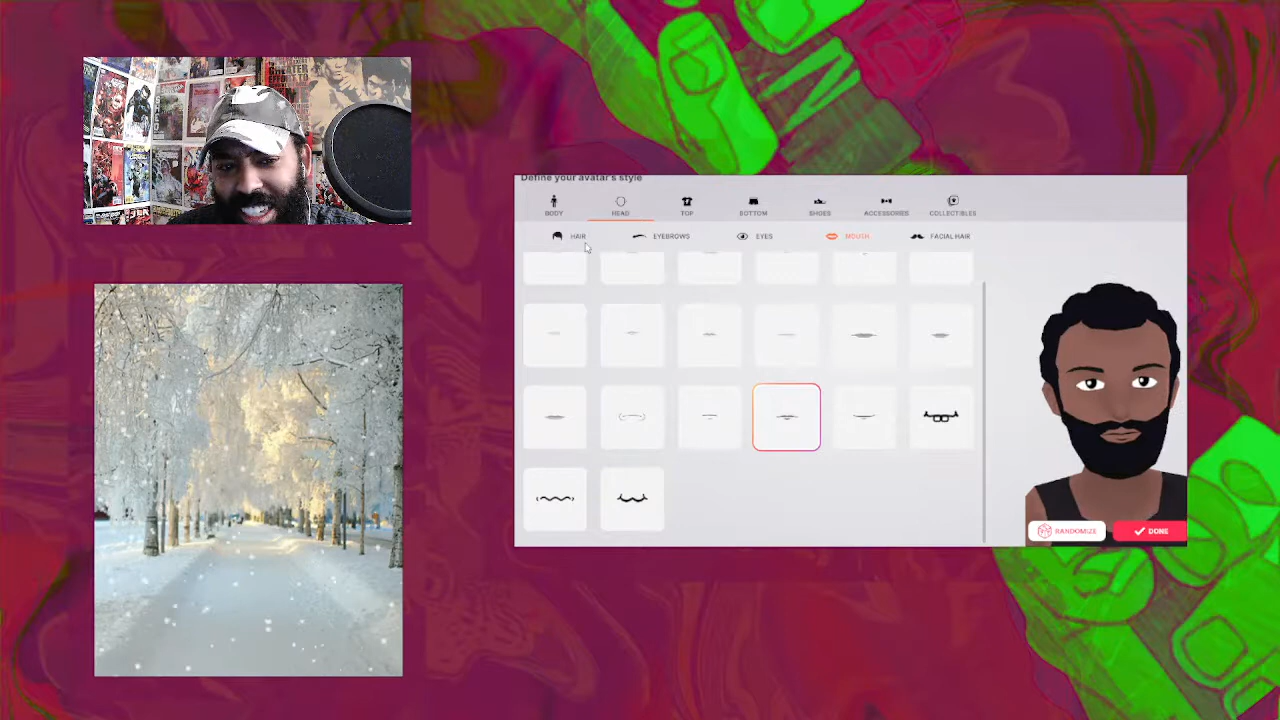 Define your avatar's style
BODY HEAD TOP BOTTOM SHOES ACCESSORIES COLLECTIBLES
HAIR EYEBROWS EYES MOUTH FACIAL HAIR
RANDOMIZE DONE